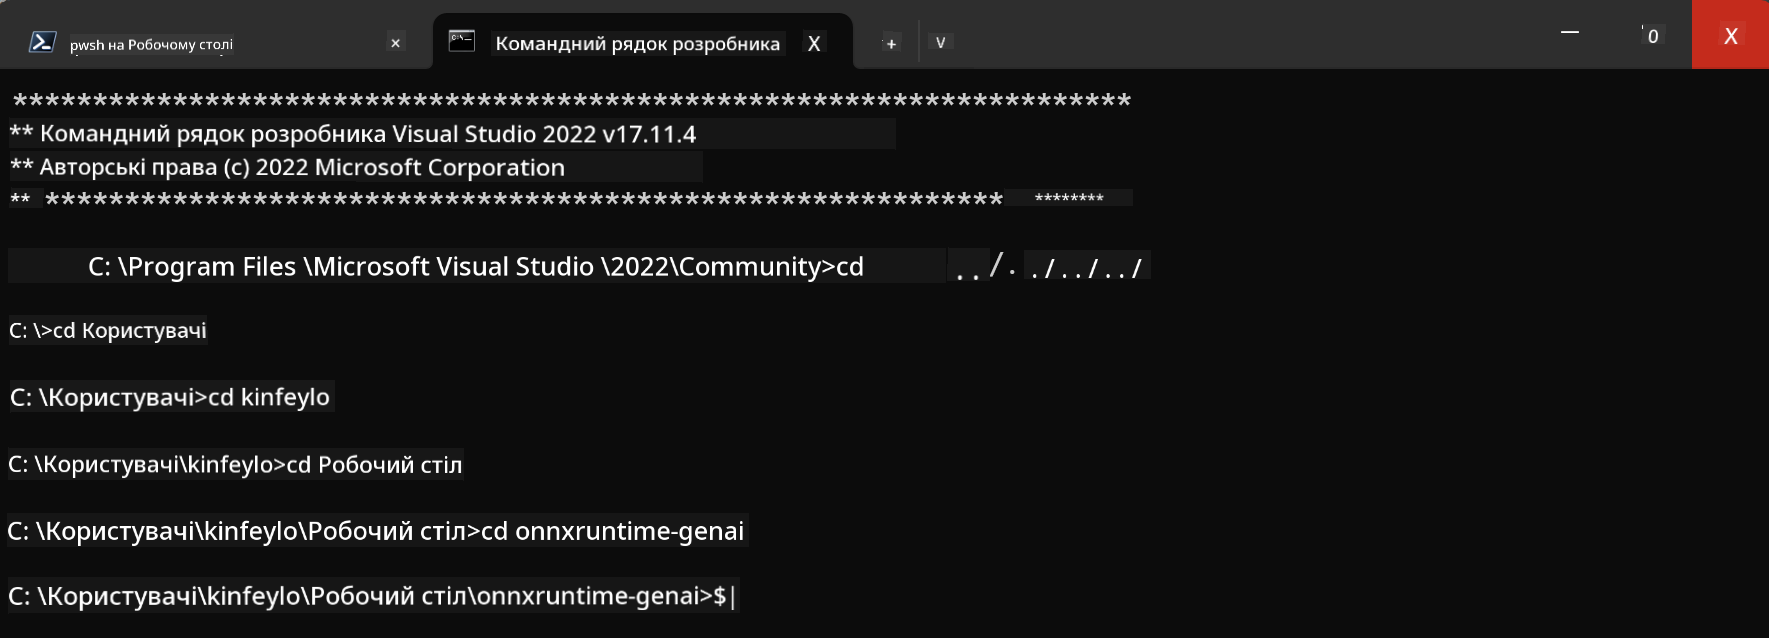 pwsh на Робочому столі × Командний рядок розробника X + v — 0 X
**********************************************************************
** Командний рядок розробника Visual Studio 2022 v17.11.4
** Авторські права (c) 2022 Microsoft Corporation
** ************************************************************ ********
C: \Program Files \Microsoft Visual Studio \2022\Community>cd ../. ./../../
C: \>cd Користувачі
C: \Користувачі>cd kinfeylo
C: \Користувачі\kinfeylo>cd Робочий стіл
C: \Користувачі\kinfeylo\Робочий стіл>cd onnxruntime-genai
C: \Користувачі\kinfeylo\Робочий стіл\onnxruntime-genai>$|